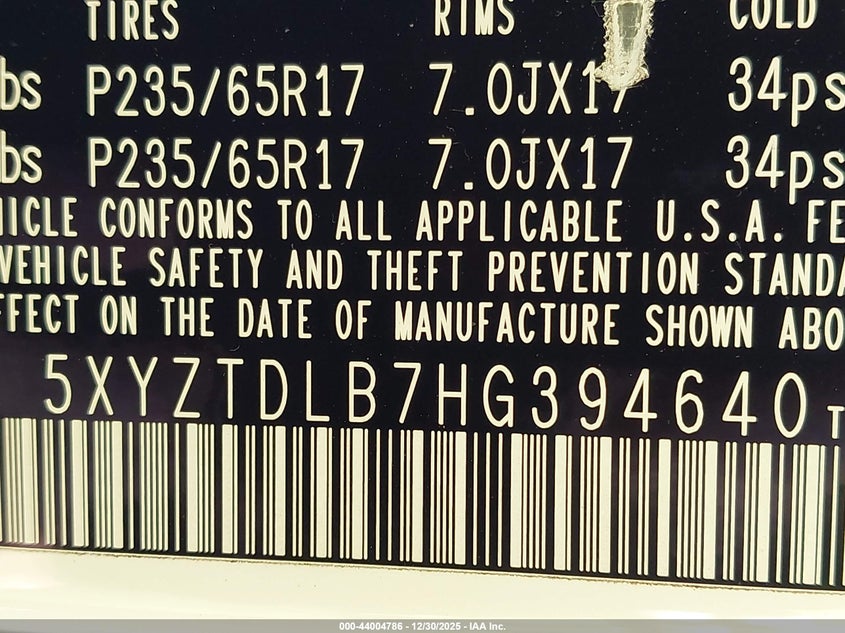 TIRES RIMS COLD
bs P235/65R17 7.0JX17 34ps
bs P235/65R17 7.0JX17 34ps
HICLE CONFORMS TO ALL APPLICABLE U.S.A. FE
VEHICLE SAFETY AND THEFT PREVENTION STANDA
FFECT ON THE DATE OF MANUFACTURE SHOWN ABO
5XYZTDLB7HG394640 T
000-44004786 - 12/30/2025 - IAA Inc.